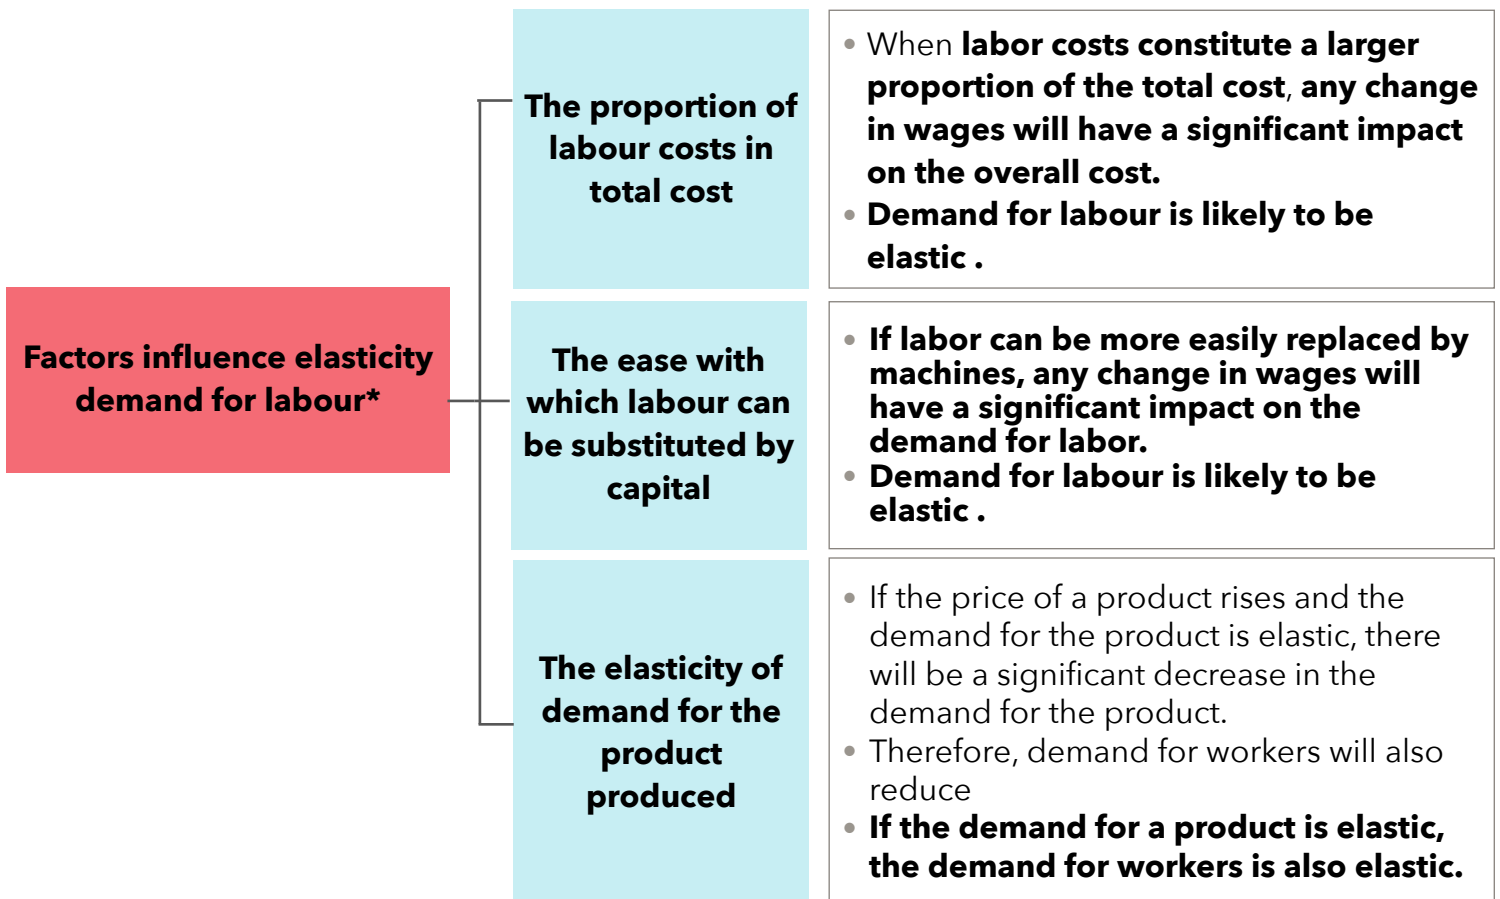 Factors influence elasticity
demand for labour*
The proportion of
labour costs in
total cost
• When labor costs constitute a larger
proportion of the total cost, any change
in wages will have a significant impact
on the overall cost.
• Demand for labour is likely to be
elastic .
The ease with
which labour can
be substituted by
capital
• If labor can be more easily replaced by
machines, any change in wages will
have a significant impact on the
demand for labor.
• Demand for labour is likely to be
elastic .
The elasticity of
demand for the
product
produced
• If the price of a product rises and the
demand for the product is elastic, there
will be a significant decrease in the
demand for the product.
• Therefore, demand for workers will also
reduce
• If the demand for a product is elastic,
the demand for workers is also elastic.